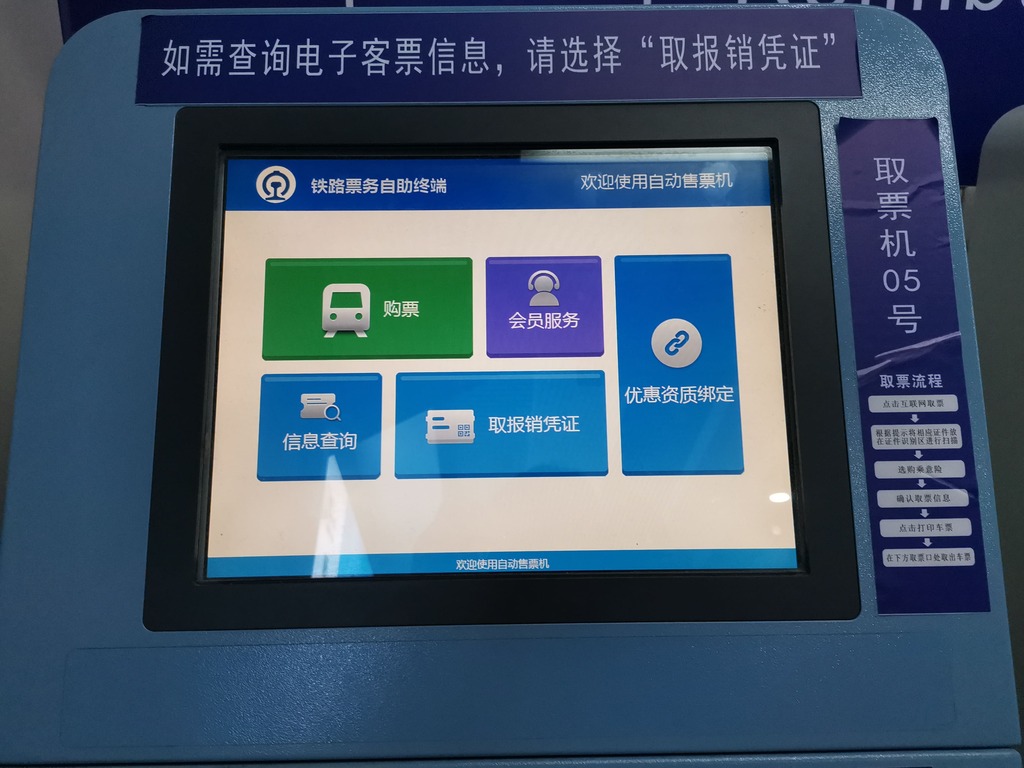 如需查询电子客票信息，请选择“取报销凭证”
铁路票务自助终端
欢迎使用自动售票机
购票
会员服务
优惠资质绑定
信息查询
取报销凭证
欢迎使用自动售票机
取票机05号
取票流程
点击互联网取票
根据提示将相应证件放
在证件识别区进行扫描
选购乘意险
确认取票信息
点击打印车票
在下方取票口处取出车票